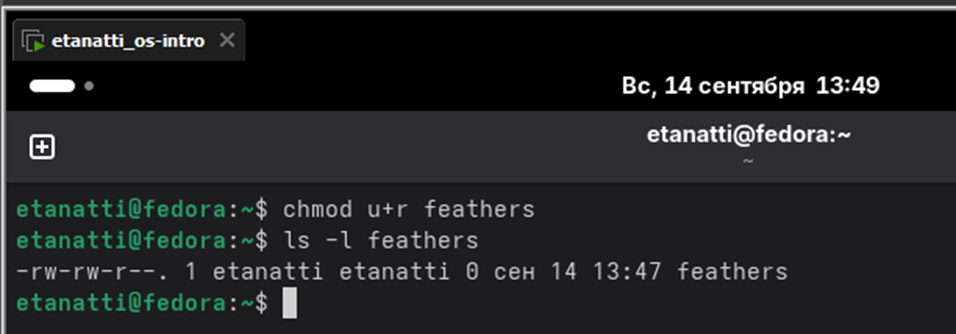 etanatti_os-intro
Вс, 14 сентября 13:49
etanatti@fedora:~
~
etanatti@fedora:~$ chmod u+r feathers
etanatti@fedora:~$ ls -l feathers
-rw-rw-r--. 1 etanatti etanatti 0 сен 14 13:47 feathers
etanatti@fedora:~$